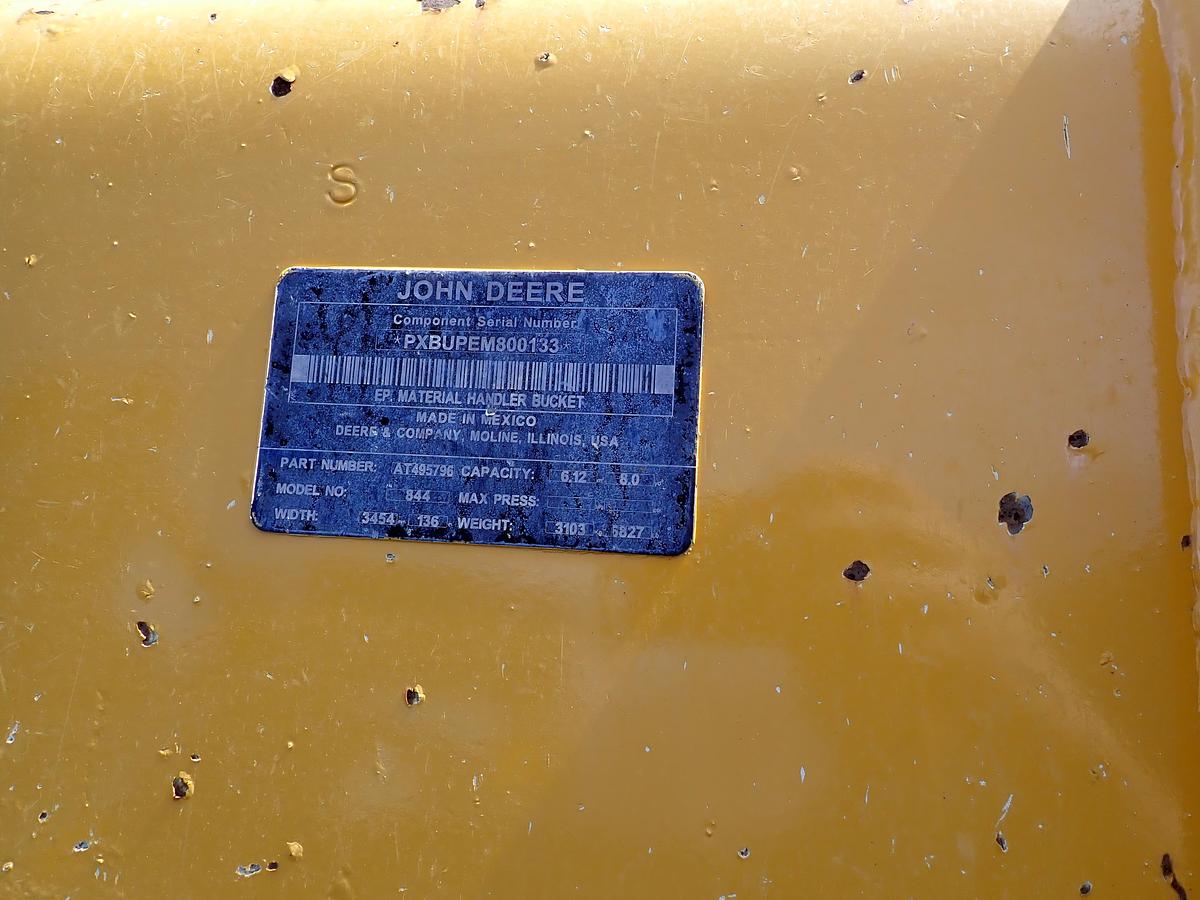 S
JOHN DEERE
Component Serial Number
*PXBUPEM800133*
EP. MATERIAL HANDLER BUCKET
MADE IN MEXICO
DEERE & COMPANY, MOLINE, ILLINOIS, USA
PART NUMBER: AT495796 CAPACITY: 6.12 8.0
MODEL NO: 844 MAX PRESS:
WIDTH: 3454 136 WEIGHT: 3103 6827